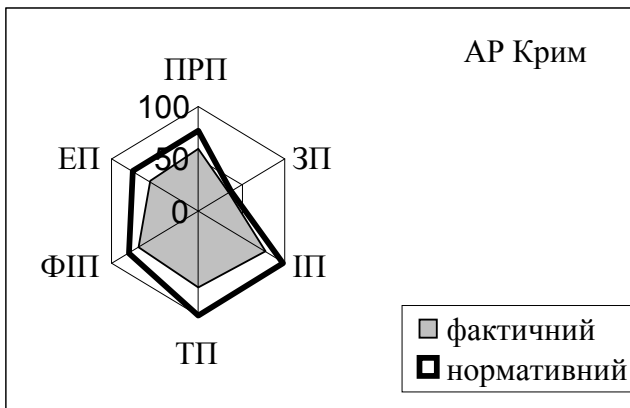 АР Крим
ПРП
100
ЕП
50
ЗП
0
ФІП
ІП
ТП
фактичний
нормативний